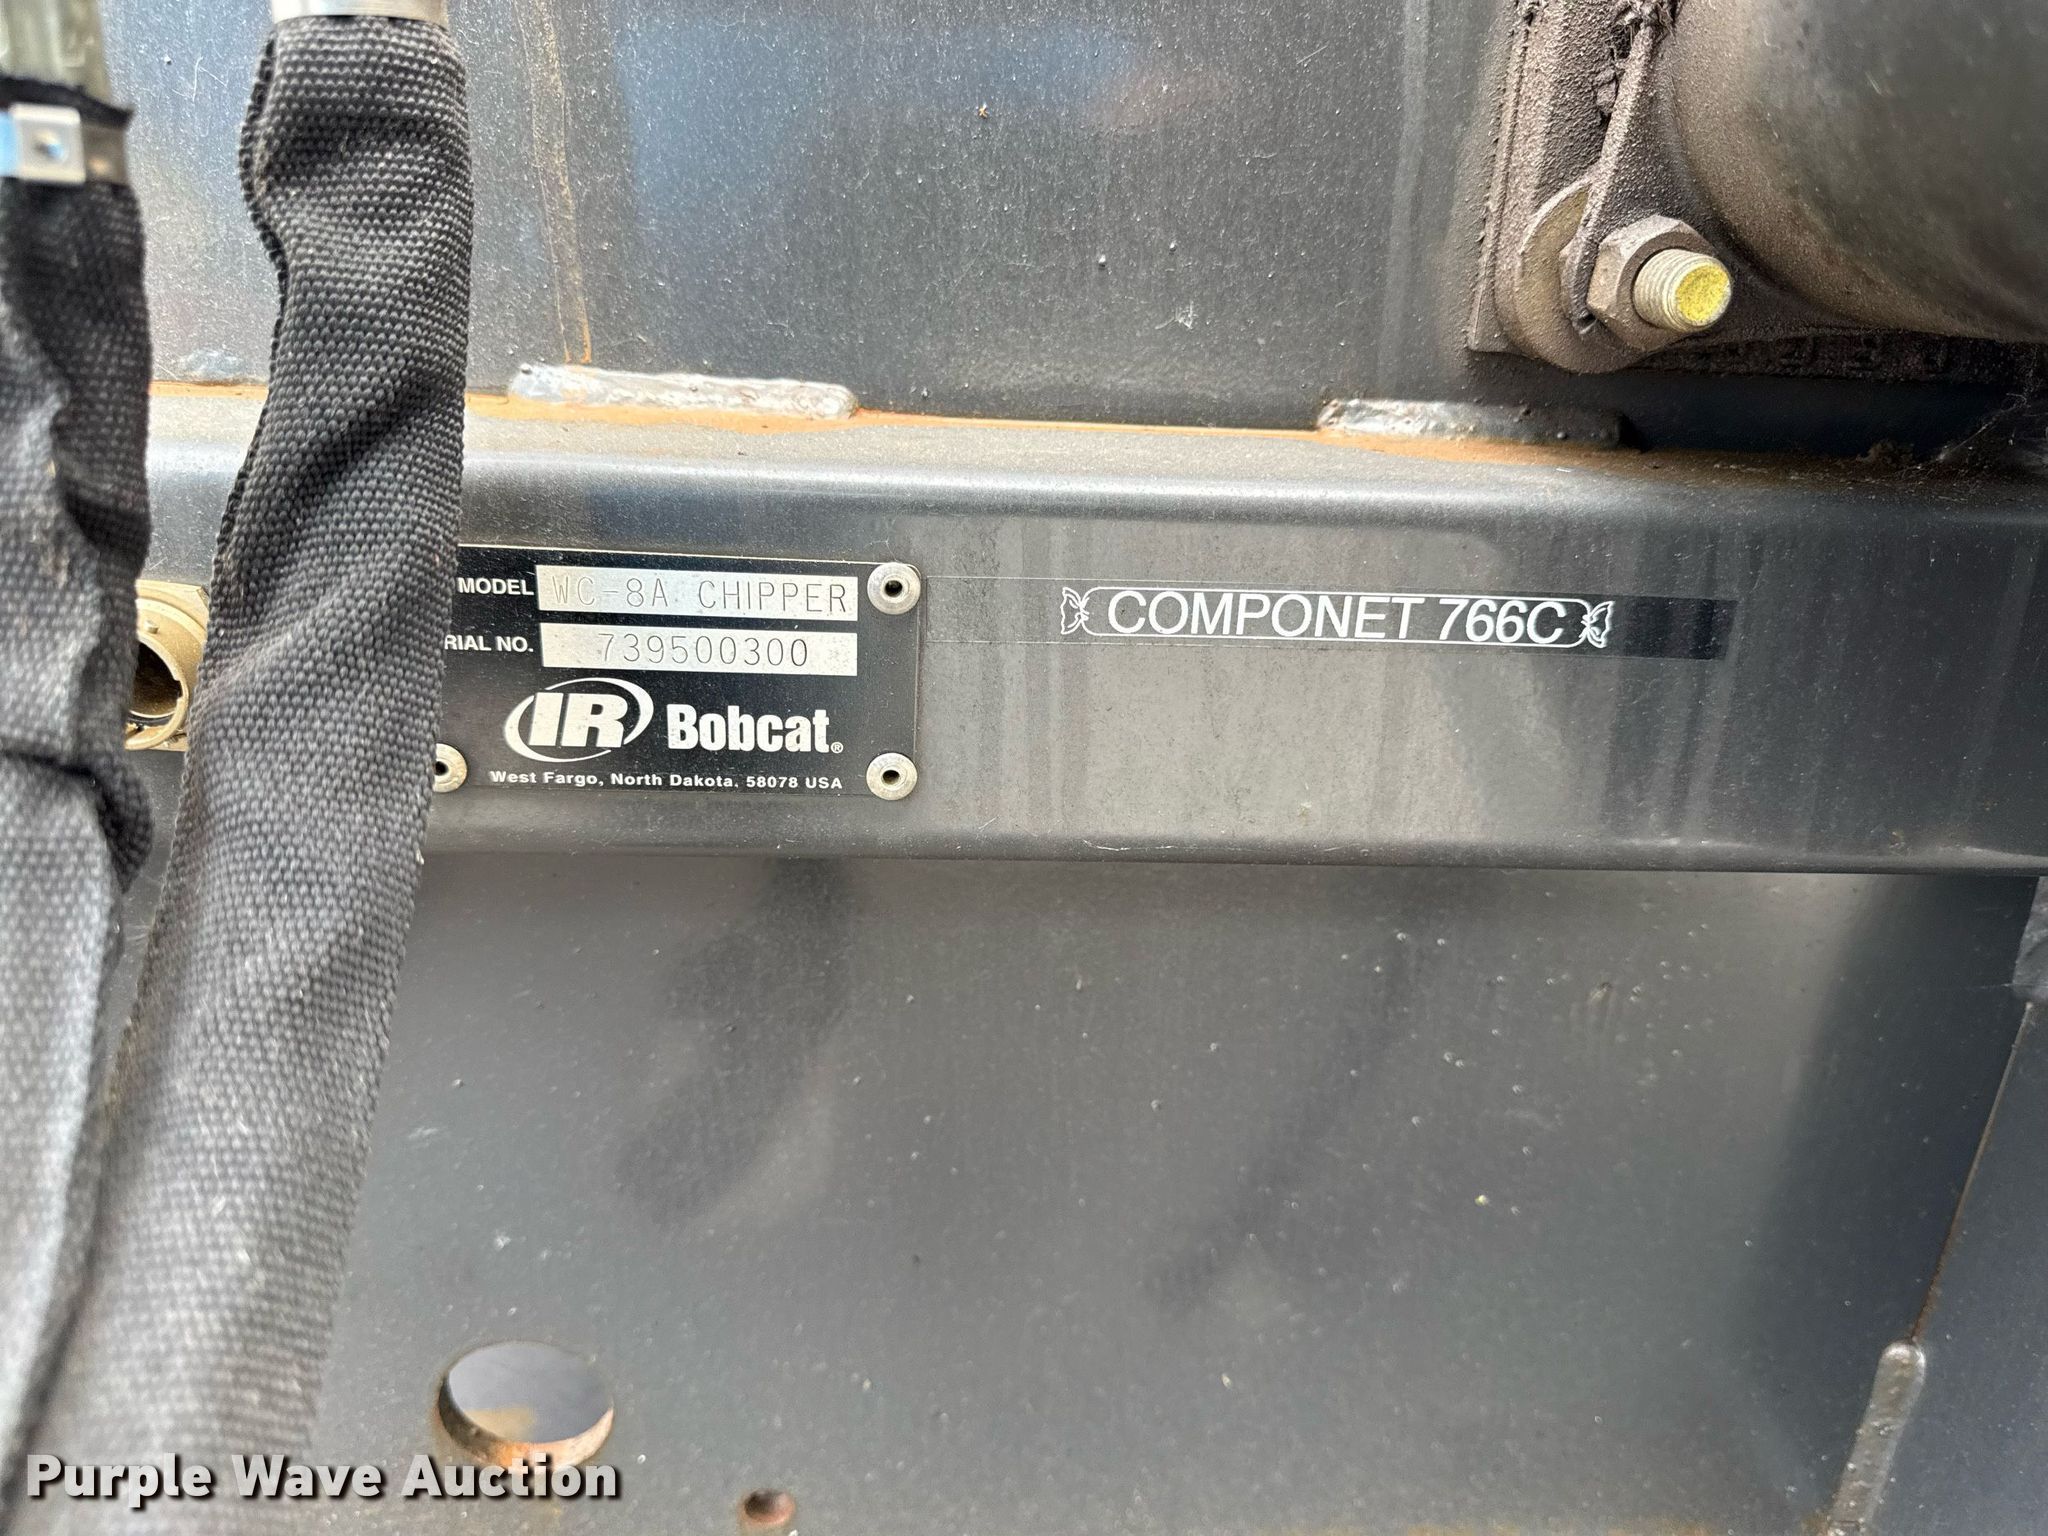 MODEL WC-8A CHIPPER
RIAL NO. 739500300
IR Bobcat®
West Fargo, North Dakota. 58078 USA
COMPONET 766C
Purple Wave Auction